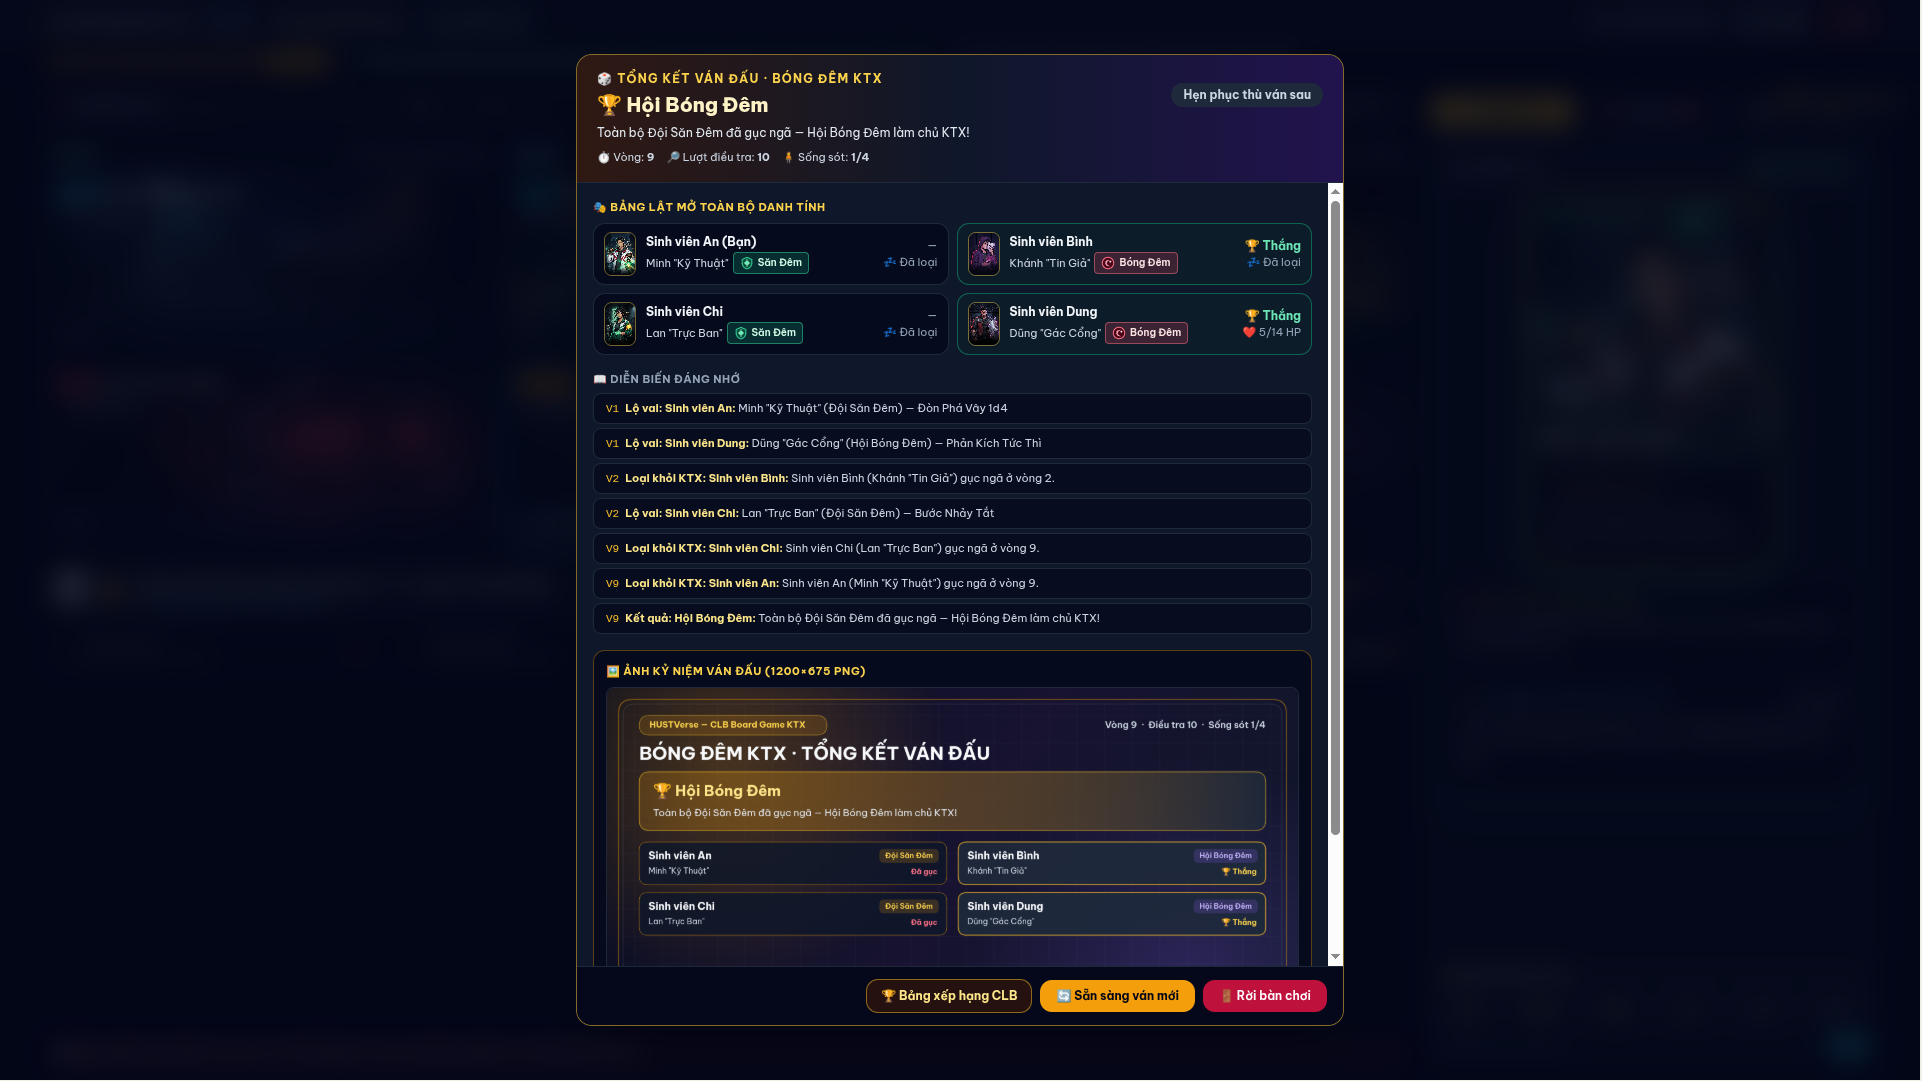 🎲 TỔNG KẾT VÁN ĐẤU · BÓNG ĐÊM KTX
🏆 Hội Bóng Đêm
Hẹn phục thù ván sau
Toàn bộ Đội Săn Đêm đã gục ngã — Hội Bóng Đêm làm chủ KTX!
⏱️ Vòng: 9 🔎 Lượt điều tra: 10 🧍 Sống sót: 1/4
🎭 BẢNG LẬT MỞ TOÀN BỘ DANH TÍNH
Sinh viên An (Bạn)
—
Minh "Kỹ Thuật" Săn Đêm
💤 Đã loại
Sinh viên Bình
🏆 Thắng
Khánh "Tin Giả" Bóng Đêm
💤 Đã loại
Sinh viên Chi
—
Lan "Trực Ban" Săn Đêm
💤 Đã loại
Sinh viên Dung
🏆 Thắng
Dũng "Gác Cổng" Bóng Đêm
❤️ 5/14 HP
📖 DIỄN BIẾN ĐÁNG NHỚ
V1 Lộ vai: Sinh viên An: Minh "Kỹ Thuật" (Đội Săn Đêm) — Đòn Phá Vây 1d4
V1 Lộ vai: Sinh viên Dung: Dũng "Gác Cổng" (Hội Bóng Đêm) — Phản Kích Tức Thì
V2 Loại khỏi KTX: Sinh viên Bình: Sinh viên Bình (Khánh "Tin Giả") gục ngã ở vòng 2.
V2 Lộ vai: Sinh viên Chi: Lan "Trực Ban" (Đội Săn Đêm) — Bước Nhảy Tắt
V9 Loại khỏi KTX: Sinh viên Chi: Sinh viên Chi (Lan "Trực Ban") gục ngã ở vòng 9.
V9 Loại khỏi KTX: Sinh viên An: Sinh viên An (Minh "Kỹ Thuật") gục ngã ở vòng 9.
V9 Kết quả: Hội Bóng Đêm: Toàn bộ Đội Săn Đêm đã gục ngã — Hội Bóng Đêm làm chủ KTX!
🖼️ ẢNH KỶ NIỆM VÁN ĐẤU (1200×675 PNG)
HUSTVerse — CLB Board Game KTX
Vòng 9 · Điều tra 10 · Sống sót 1/4
BÓNG ĐÊM KTX · TỔNG KẾT VÁN ĐẤU
🏆 Hội Bóng Đêm
Toàn bộ Đội Săn Đêm đã gục ngã — Hội Bóng Đêm làm chủ KTX!
Sinh viên An
Đội Săn Đêm
Minh "Kỹ Thuật"
Đã gục
Sinh viên Bình
Hội Bóng Đêm
Khánh "Tin Giả"
🏆 Thắng
Sinh viên Chi
Đội Săn Đêm
Lan "Trực Ban"
Đã gục
Sinh viên Dung
Hội Bóng Đêm
Dũng "Gác Cổng"
🏆 Thắng
🏆 Bảng xếp hạng CLB
🔄 Sẵn sàng ván mới
🚪 Rời bàn chơi